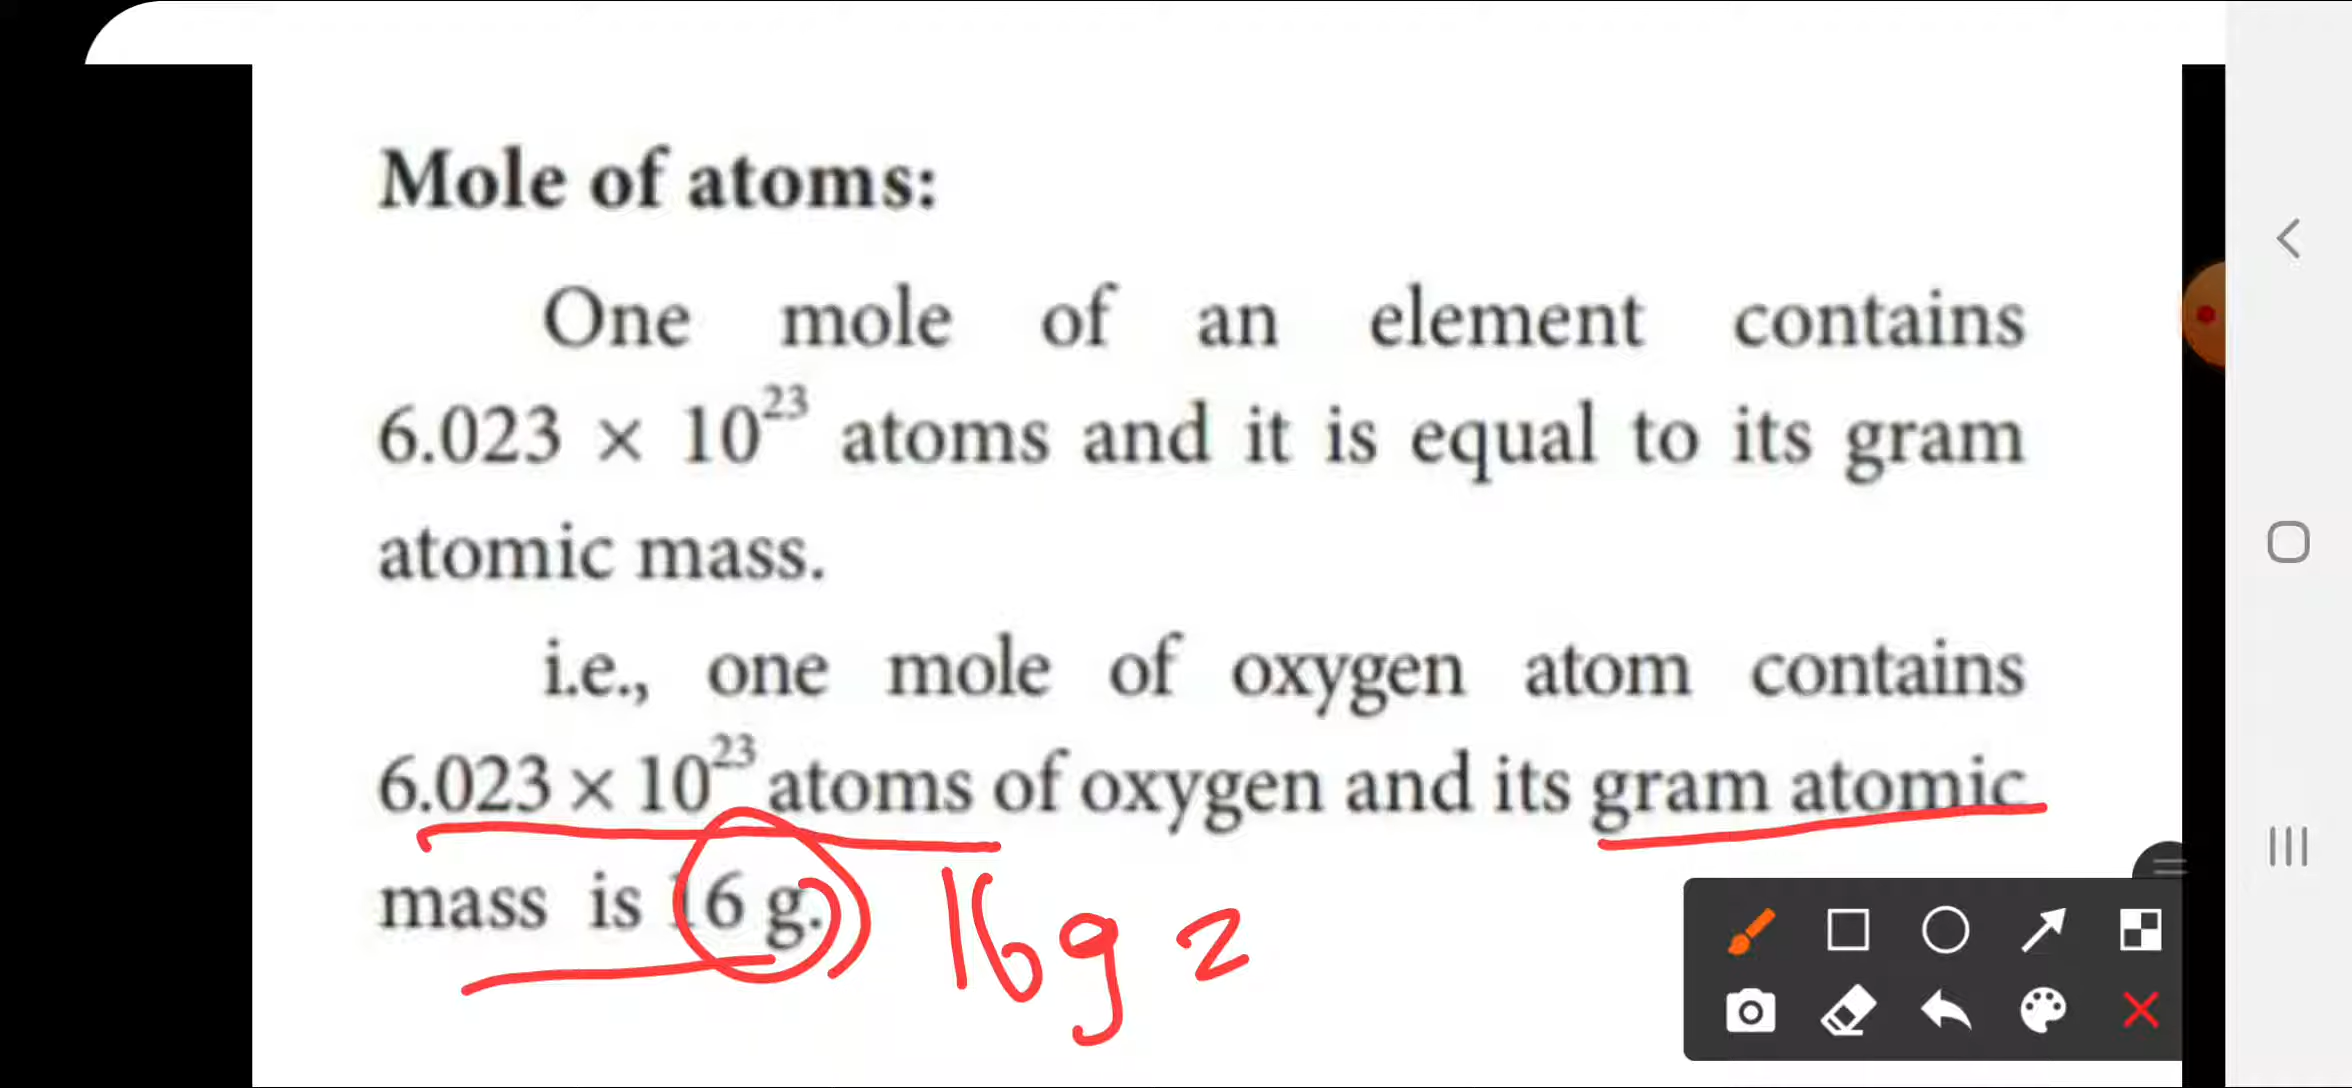 Mole of atoms:
One mole of an element contains
6.023 × 10²³ atoms and it is equal to its gram
atomic mass.
i.e., one mole of oxygen atom contains
6.023 × 10²³ atoms of oxygen and its gram atomic
mass is 16 g. 16g 2